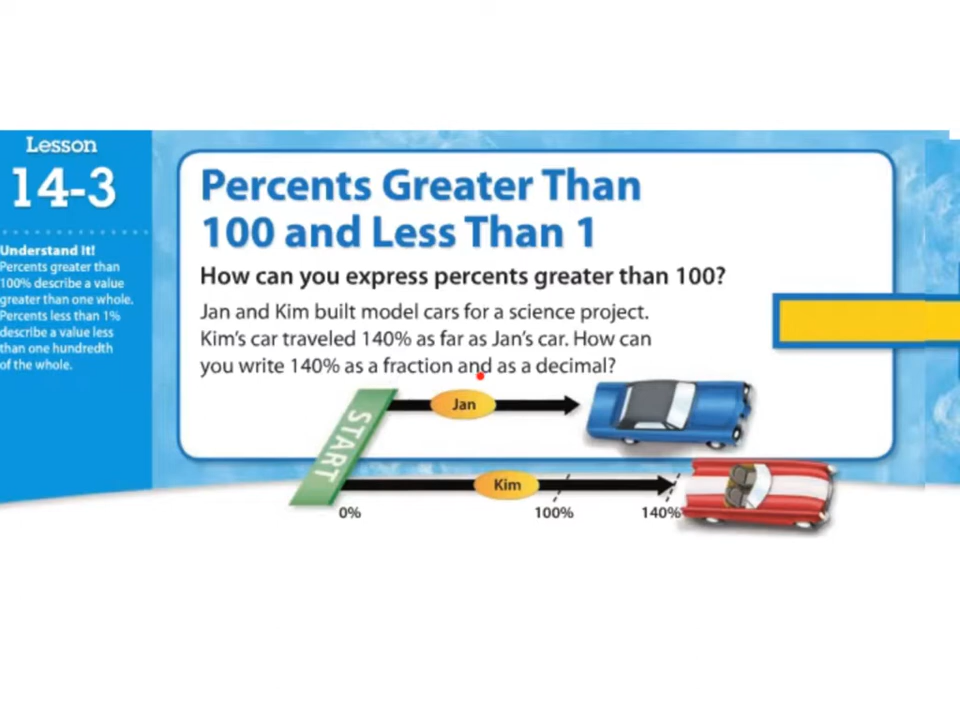 Lesson
14-3
Understand It!
Percents greater than
100% describe a value
greater than one whole.
Percents less than 1%
describe a value less
than one hundredth
of the whole.
Percents Greater Than
100 and Less Than 1
How can you express percents greater than 100?
Jan and Kim built model cars for a science project.
Kim's car traveled 140% as far as Jan's car. How can
you write 140% as a fraction and as a decimal?
START
Jan
Kim
0%
100%
140%